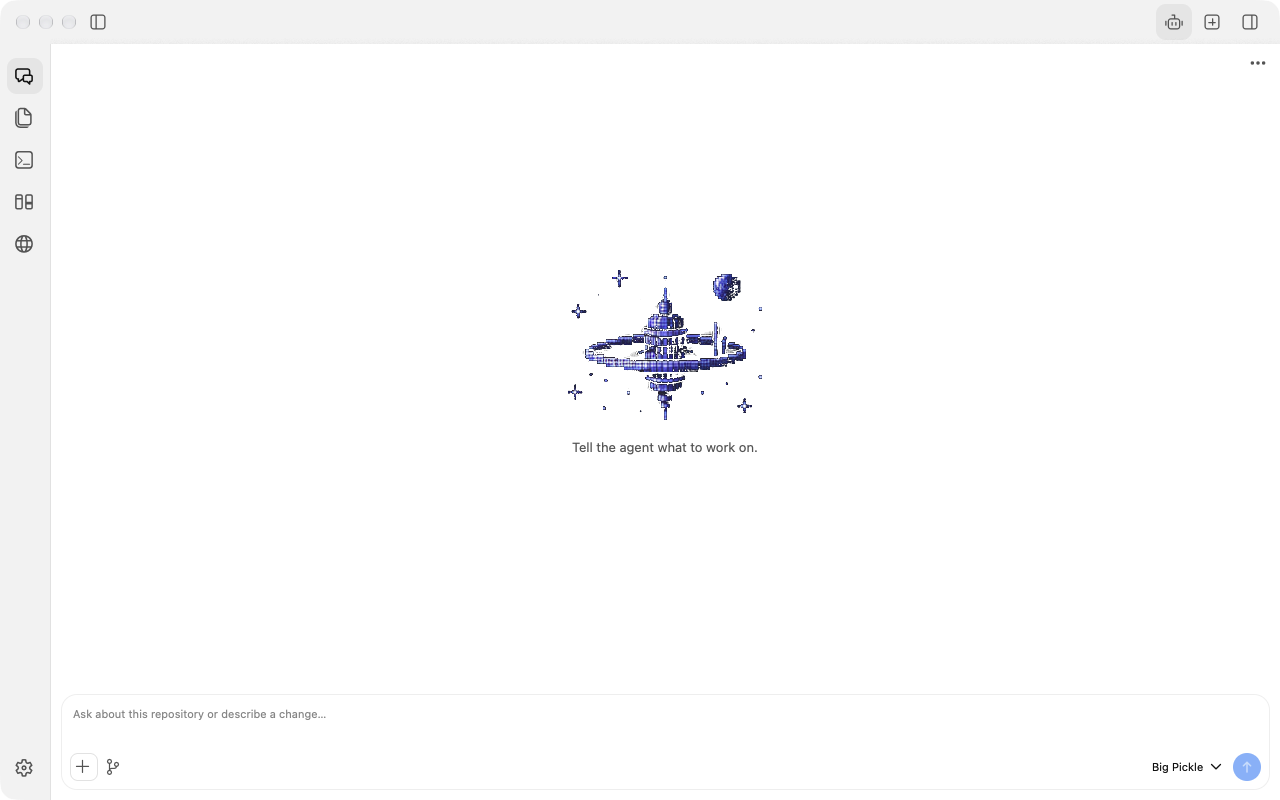 Tell the agent what to work on.
Ask about this repository or describe a change...
Big Pickle